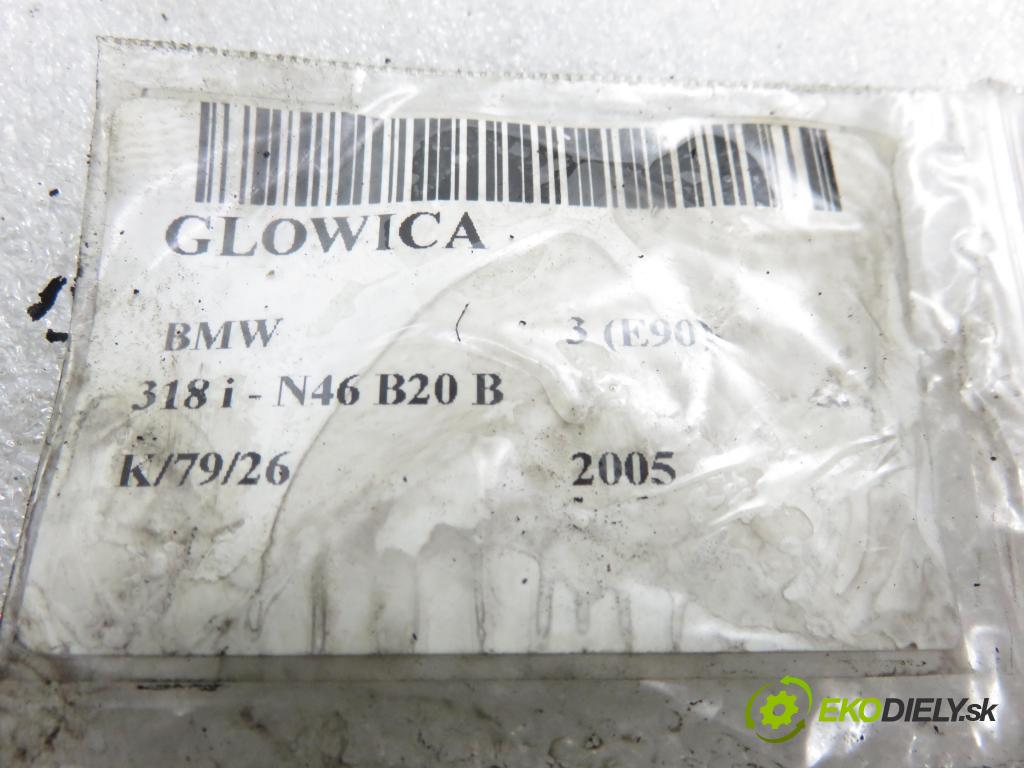 GLOWICA
BMW 3 (E90)
318 i - N46 B20 B
K/79/26 2005
EKODIELY.sk